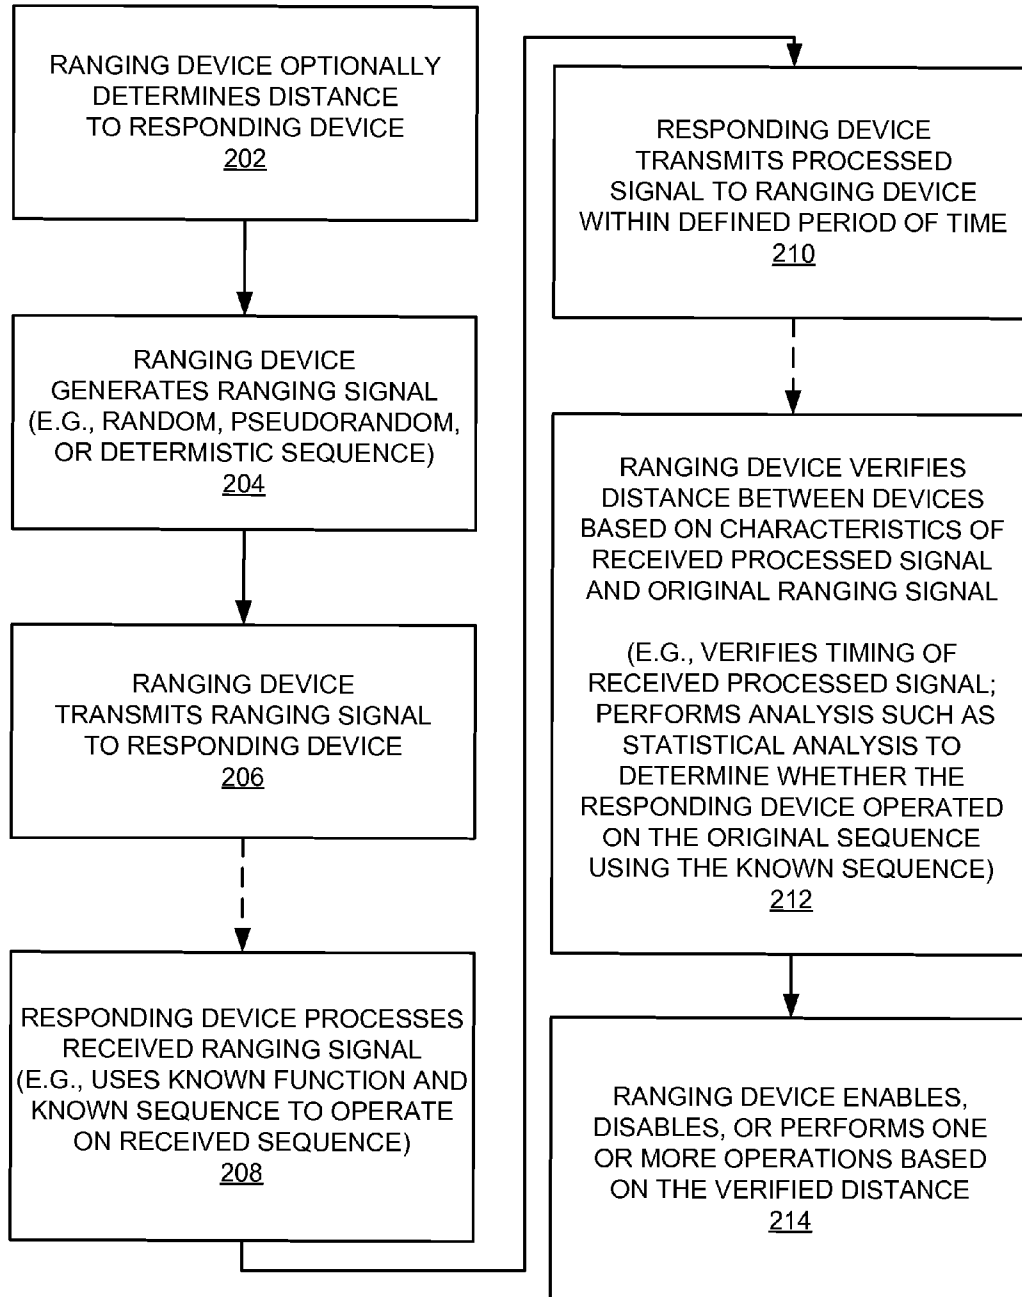 RANGING DEVICE OPTIONALLY
DETERMINES DISTANCE
TO RESPONDING DEVICE
202
RANGING DEVICE
GENERATES RANGING SIGNAL
(E.G., RANDOM, PSEUDORANDOM,
OR DETERMISTIC SEQUENCE)
204
RANGING DEVICE
TRANSMITS RANGING SIGNAL
TO RESPONDING DEVICE
206
RESPONDING DEVICE PROCESSES
RECEIVED RANGING SIGNAL
(E.G., USES KNOWN FUNCTION AND
KNOWN SEQUENCE TO OPERATE
ON RECEIVED SEQUENCE)
208
RESPONDING DEVICE
TRANSMITS PROCESSED
SIGNAL TO RANGING DEVICE
WITHIN DEFINED PERIOD OF TIME
210
RANGING DEVICE VERIFIES
DISTANCE BETWEEN DEVICES
BASED ON CHARACTERISTICS OF
RECEIVED PROCESSED SIGNAL
AND ORIGINAL RANGING SIGNAL
(E.G., VERIFIES TIMING OF
RECEIVED PROCESSED SIGNAL;
PERFORMS ANALYSIS SUCH AS
STATISTICAL ANALYSIS TO
DETERMINE WHETHER THE
RESPONDING DEVICE OPERATED
ON THE ORIGINAL SEQUENCE
USING THE KNOWN SEQUENCE)
212
RANGING DEVICE ENABLES,
DISABLES, OR PERFORMS ONE
OR MORE OPERATIONS BASED
ON THE VERIFIED DISTANCE
214